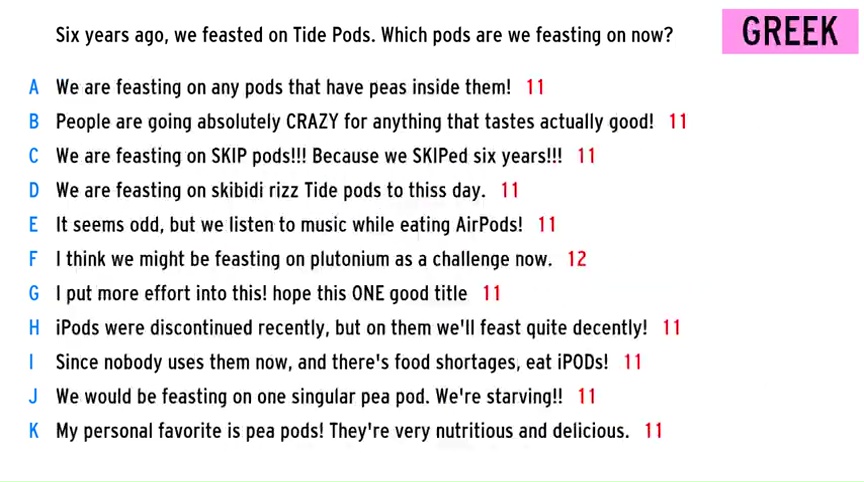 Six years ago, we feasted on Tide Pods. Which pods are we feasting on now?
GREEK
A We are feasting on any pods that have peas inside them! 11
B People are going absolutely CRAZY for anything that tastes actually good! 11
C We are feasting on SKIP pods!!! Because we SKIPed six years!!! 11
D We are feasting on skibidi rizz Tide pods to thiss day. 11
E It seems odd, but we listen to music while eating AirPods! 11
F I think we might be feasting on plutonium as a challenge now. 12
G I put more effort into this! hope this ONE good title 11
H iPods were discontinued recently, but on them we'll feast quite decently! 11
I Since nobody uses them now, and there's food shortages, eat iPODs! 11
J We would be feasting on one singular pea pod. We're starving!! 11
K My personal favorite is pea pods! They're very nutritious and delicious. 11